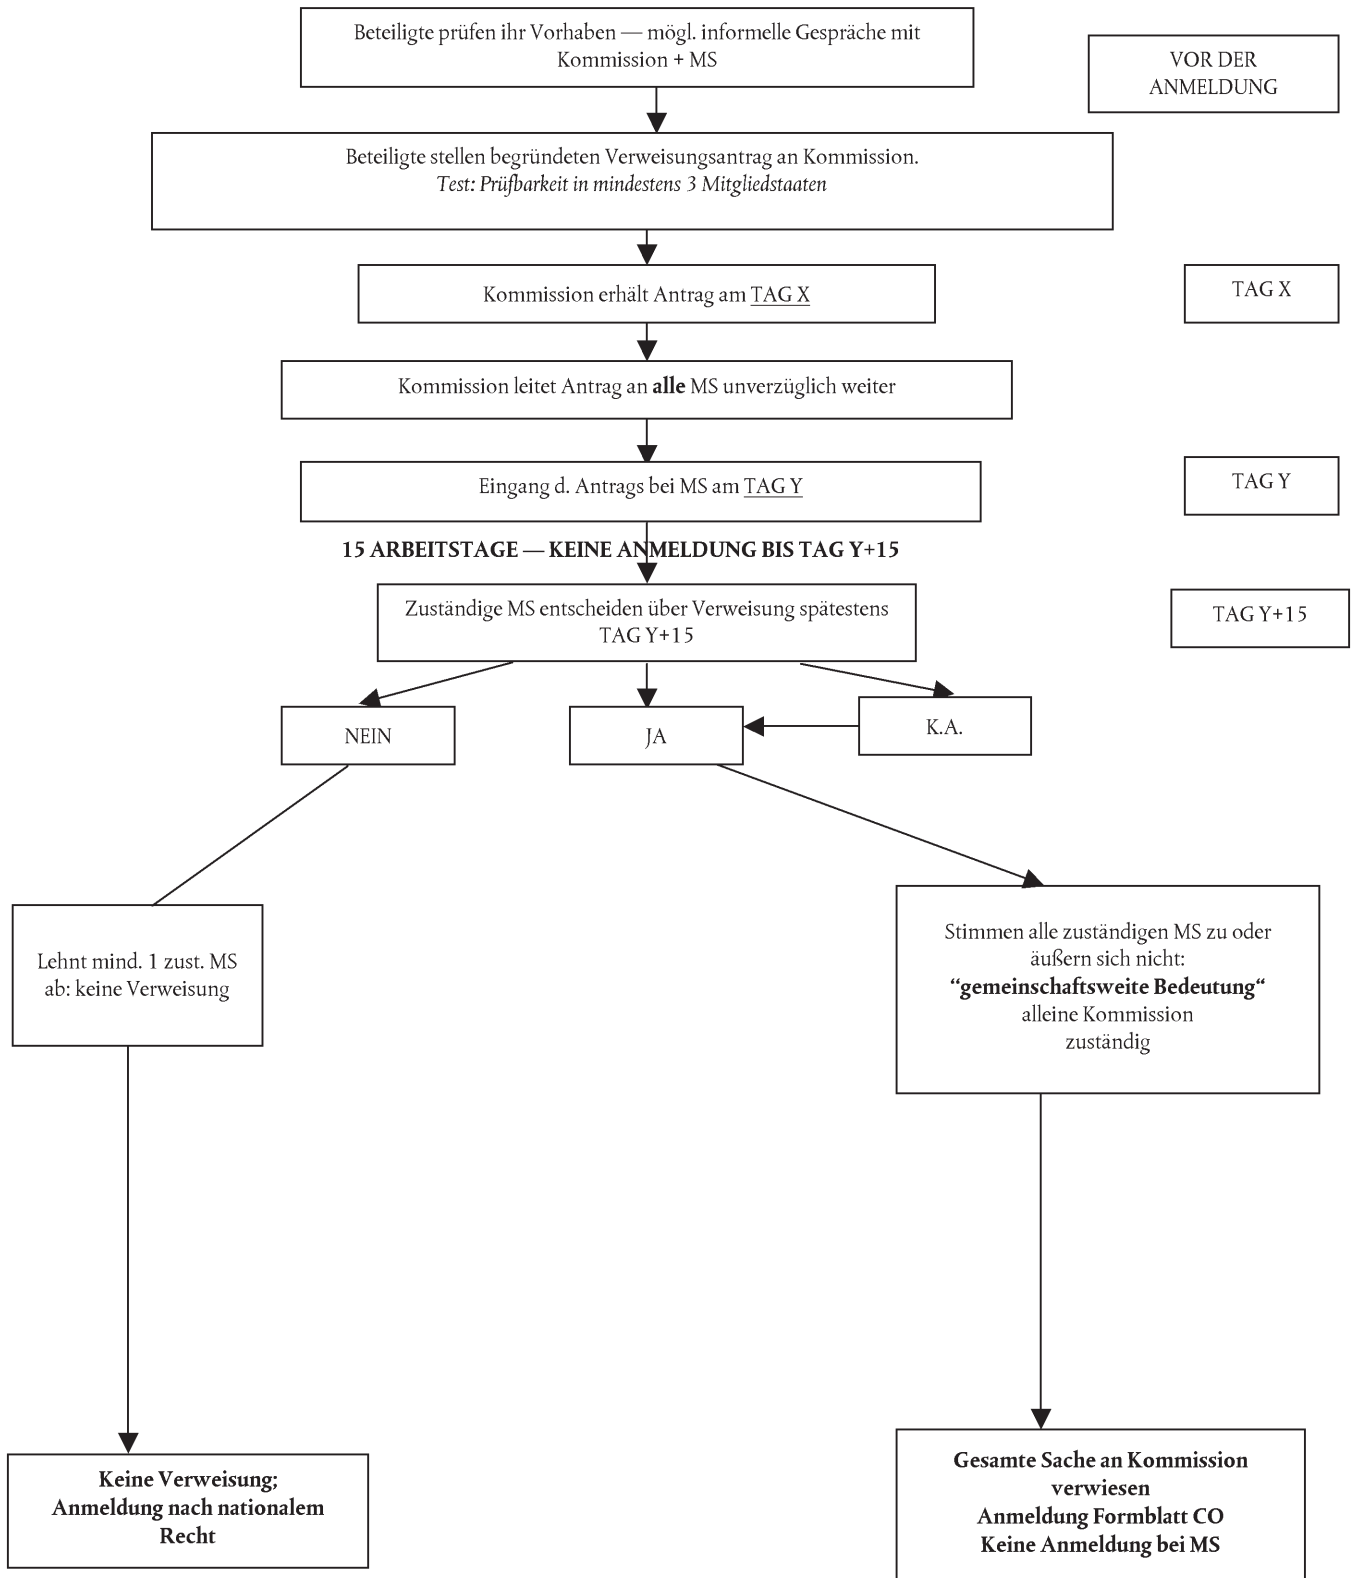 Beteiligte prüfen ihr Vorhaben — mögl. informelle Gespräche mit
Kommission + MS
VOR DER
ANMELDUNG
Beteiligte stellen begründeten Verweisungsantrag an Kommission.
Test: Prüfbarkeit in mindestens 3 Mitgliedstaaten
Kommission erhält Antrag am TAG X
TAG X
Kommission leitet Antrag an alle MS unverzüglich weiter
Eingang d. Antrags bei MS am TAG Y
TAG Y
15 ARBEITSTAGE — KEINE ANMELDUNG BIS TAG Y+15
Zuständige MS entscheiden über Verweisung spätestens
TAG Y+15
TAG Y+15
NEIN
JA
K.A.
Lehnt mind. 1 zust. MS
ab: keine Verweisung
Stimmen alle zuständigen MS zu oder
äußern sich nicht:
“gemeinschaftsweite Bedeutung“
alleine Kommission
zuständig
Keine Verweisung;
Anmeldung nach nationalem
Recht
Gesamte Sache an Kommission
verwiesen
Anmeldung Formblatt CO
Keine Anmeldung bei MS